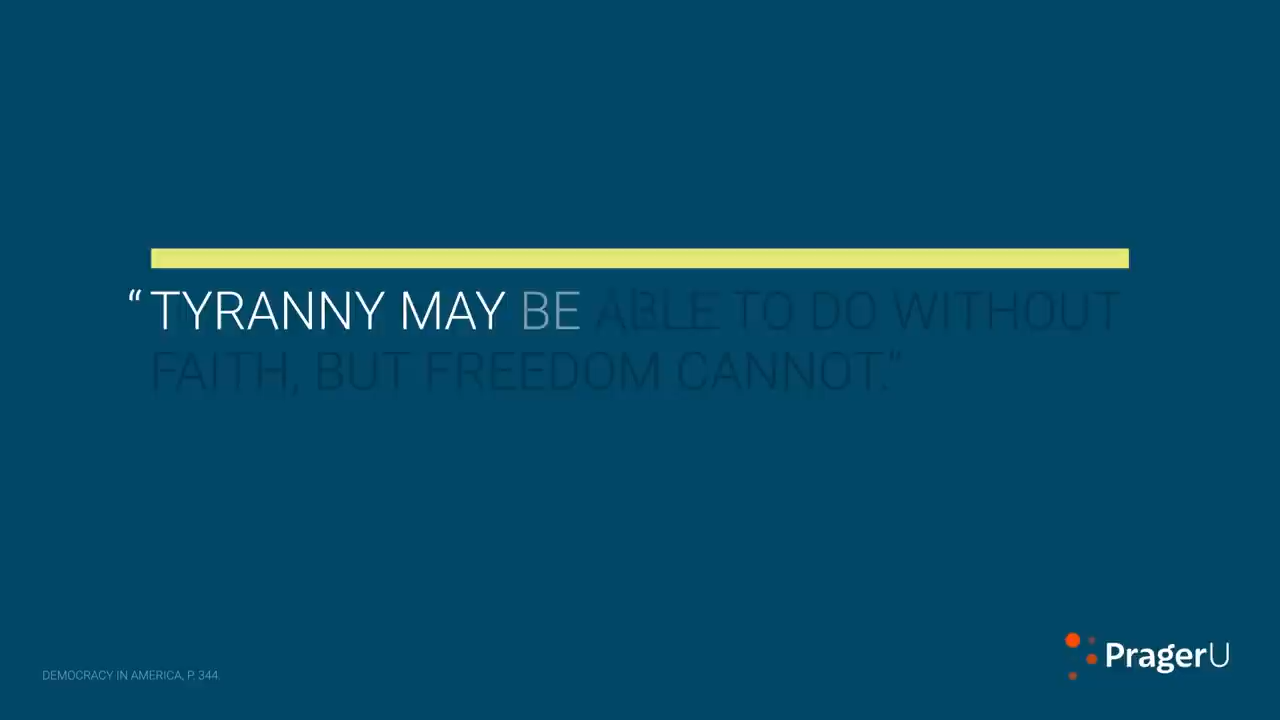 “TYRANNY MAY BE ABLE TO DO WITHOUT
FAITH, BUT FREEDOM CANNOT.”
DEMOCRACY IN AMERICA, P. 344.
PragerU